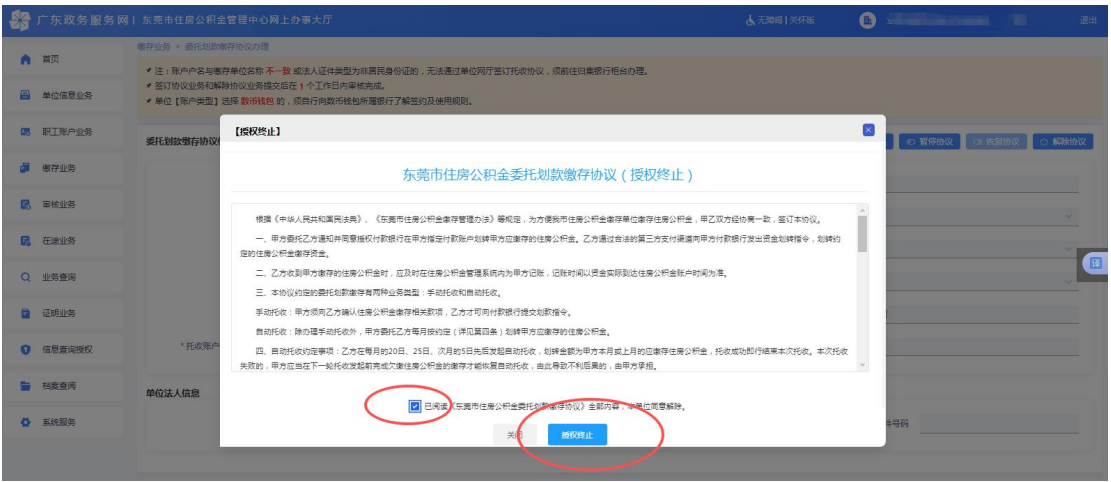 广东政务服务网 | 东莞市住房公积金管理中心网上办事大厅
无障碍 | 关怀版
退出
首页
单位信息业务
职工账户业务
缴存业务
审核业务
在途业务
业务查询
证明业务
信息查询授权
档案查阅
系统服务
缴存业务 > 委托划款缴存协议办理
注：账户户名与缴存单位名称 不一致 或法人证件类型为非居民身份证的，无法通过单位网厅签订托收协议，须前往归集银行柜台办理。
签订协议业务和解除协议业务提交后在 1 个工作日内审核完成。
单位【账户类型】选择 数币钱包 的，须自行向数币钱包所属银行了解签约及使用规则。
委托划款缴存协议
暂停协议
恢复协议
解除协议
【授权终止】
东莞市住房公积金委托划款缴存协议（授权终止）
根据《中华人民共和国民法典》、《东莞市住房公积金缴存管理办法》等规定，为方便我市住房公积金缴存单位缴存住房公积金，甲乙双方经协商一致，签订本协议。
一、甲方委托乙方通知并同意授权付款银行在甲方指定付款账户划转甲方应缴存的住房公积金。乙方通过合法的第三方支付渠道向甲方付款银行发出资金划转指令，划转约
定的住房公积金缴存资金。
二、乙方收到甲方缴存的住房公积金时，应及时在住房公积金管理系统内为甲方记账，记账时间以资金实际到达住房公积金账户时间为准。
三、本协议约定的委托划款缴存有两种业务类型：手动托收和自动托收。
手动托收：甲方须向乙方确认住房公积金缴存相关款项，乙方才可向付款银行提交划款指令。
自动托收：除办理手动托收外，甲方委托乙方每月按约定（详见第四条）划转甲方应缴存的住房公积金。
四、自动托收约定事项：乙方在每月的20日、25日、次月的5日先后发起自动托收，划转金额为甲方本月或上月的应缴存住房公积金，托收成功即行结束本次托收。本次托收
失败的，甲方应当在下一轮托收发起前完成欠缴住房公积金的缴存才能恢复自动托收，由此导致不利后果的，由甲方承担。
已阅读《东莞市住房公积金委托划款缴存协议》全部内容，本单位同意解除。
关闭
授权终止
* 托收账户
单位法人信息
件号码
译